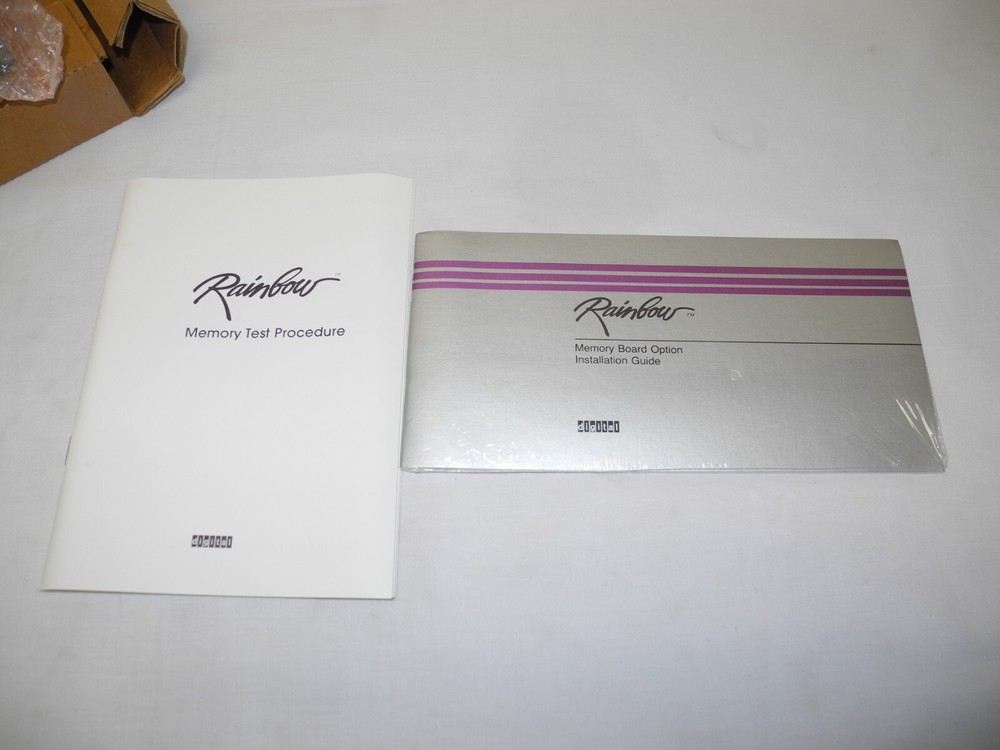 Rainbow™
Memory Test Procedure
digital
Rainbow™
Memory Board Option
Installation Guide
digital